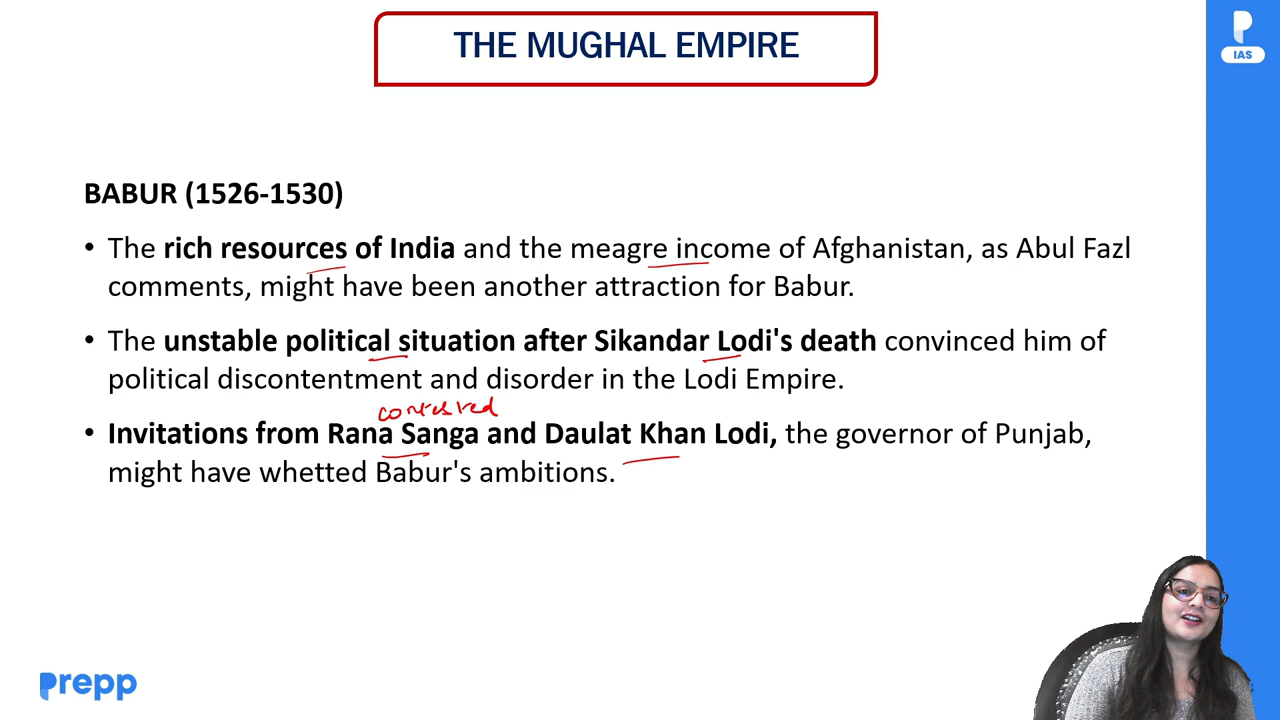 THE MUGHAL EMPIRE
IAS
BABUR (1526-1530)
• The rich resources of India and the meagre income of Afghanistan, as Abul Fazl
comments, might have been another attraction for Babur.
• The unstable political situation after Sikandar Lodi's death convinced him of
political discontentment and disorder in the Lodi Empire.
contested
• Invitations from Rana Sanga and Daulat Khan Lodi, the governor of Punjab,
might have whetted Babur's ambitions.
prepp